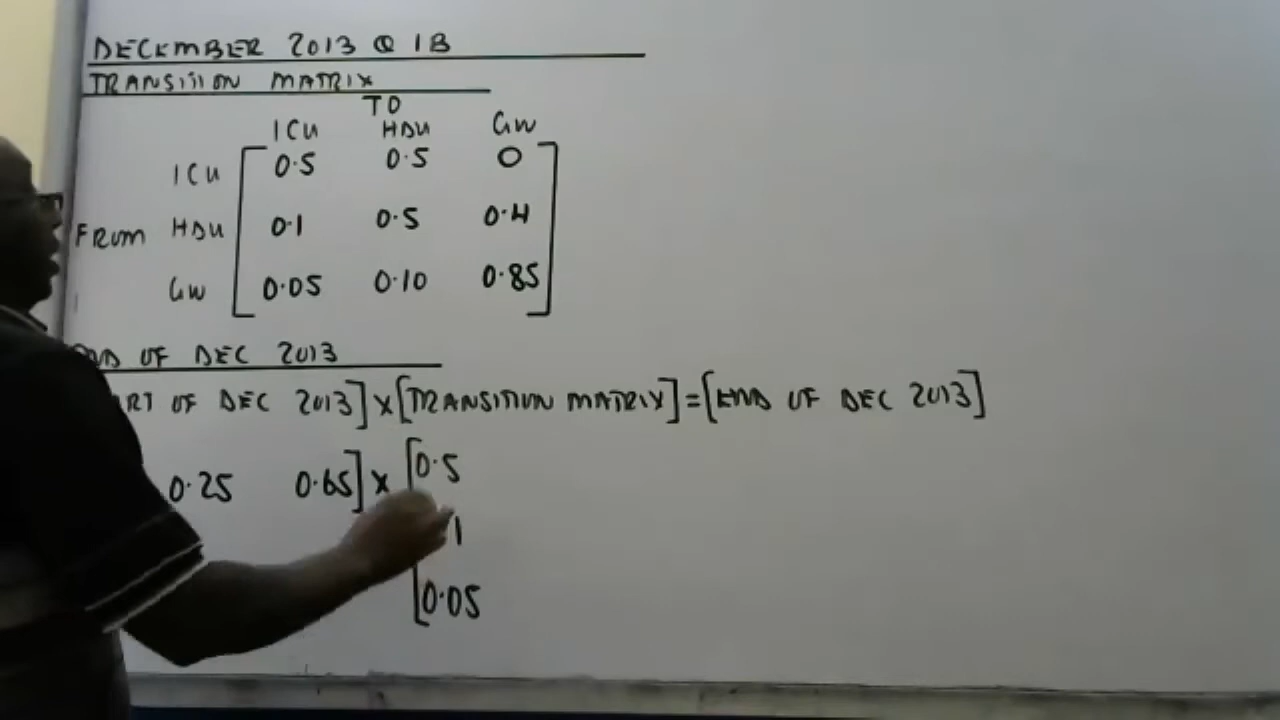 DECEMBER 2013 Q 1B
TRANSITION MATRIX
TO
ICU HDU GW
ICU 0.5 0.5 0
FROM HDU 0.1 0.5 0.4
GW 0.05 0.10 0.85
OF DEC 2013
OF DEC 2013] × [TRANSITION MATRIX] = [END OF DEC 2013]
0.25 0.65] × [0.5
1
0.05